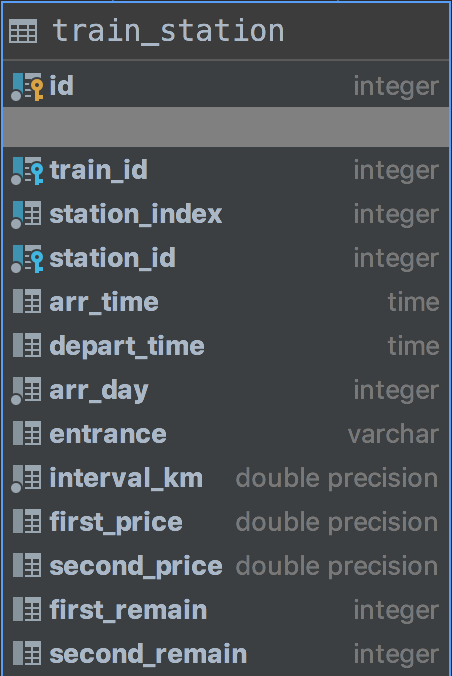 train_station
id integer
train_id integer
station_index integer
station_id integer
arr_time time
depart_time time
arr_day integer
entrance varchar
interval_km double precision
first_price double precision
second_price double precision
first_remain integer
second_remain integer